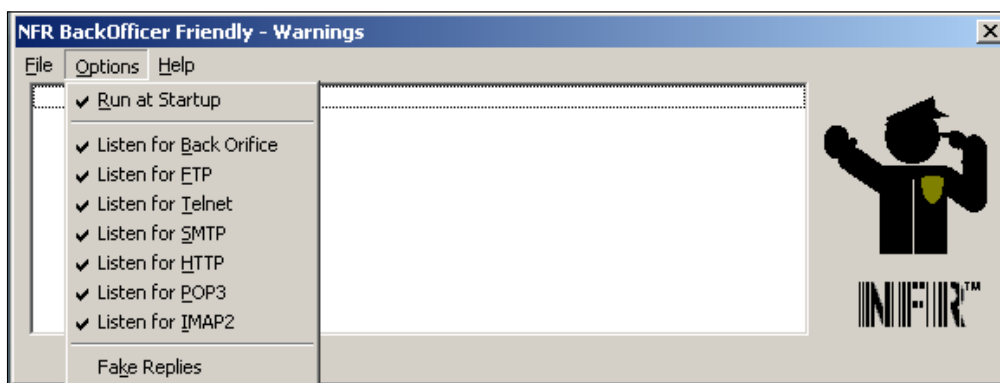 NFR BackOfficer Friendly - Warnings
File Options Help
Run at Startup
Listen for Back Orifice
Listen for FTP
Listen for Telnet
Listen for SMTP
Listen for HTTP
Listen for POP3
Listen for IMAP2
Fake Replies
NFR™